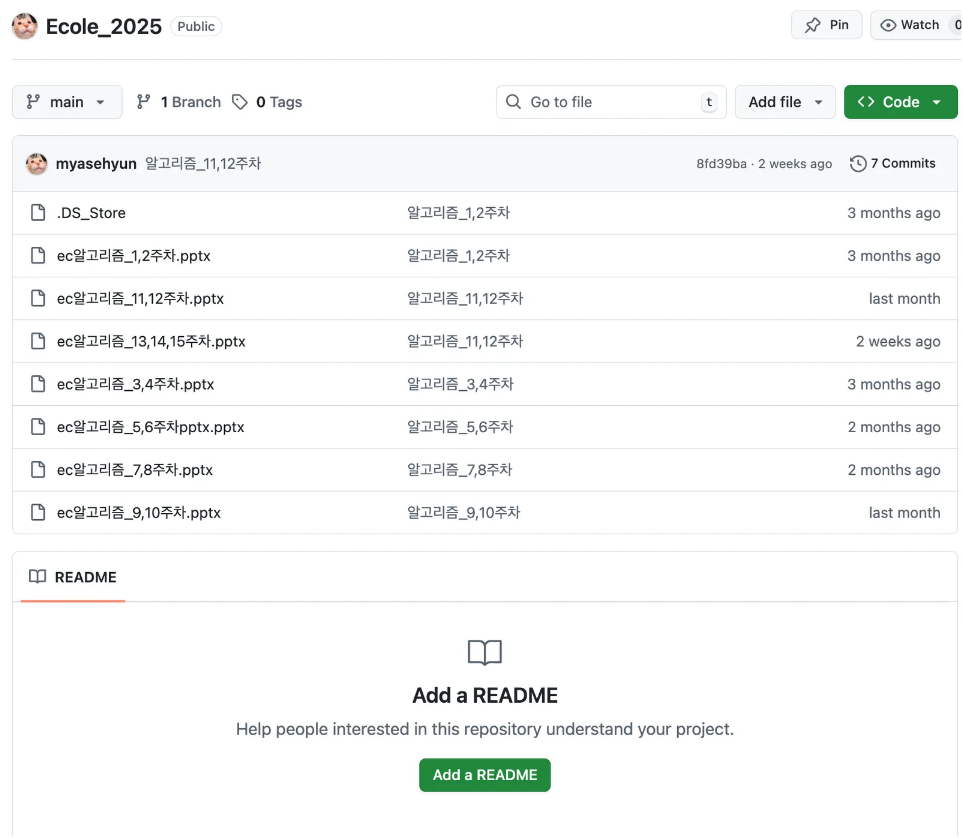 Ecole_2025 Public Pin Watch 0
main 1 Branch 0 Tags Go to file t Add file Code
myasehyun 알고리즘_11,12주차 8fd39ba · 2 weeks ago 7 Commits
.DS_Store 알고리즘_1,2주차 3 months ago
ec알고리즘_1,2주차.pptx 알고리즘_1,2주차 3 months ago
ec알고리즘_11,12주차.pptx 알고리즘_11,12주차 last month
ec알고리즘_13,14,15주차.pptx 알고리즘_11,12주차 2 weeks ago
ec알고리즘_3,4주차.pptx 알고리즘_3,4주차 3 months ago
ec알고리즘_5,6주차pptx.pptx 알고리즘_5,6주차 2 months ago
ec알고리즘_7,8주차.pptx 알고리즘_7,8주차 2 months ago
ec알고리즘_9,10주차.pptx 알고리즘_9,10주차 last month
README
Add a README
Help people interested in this repository understand your project.
Add a README